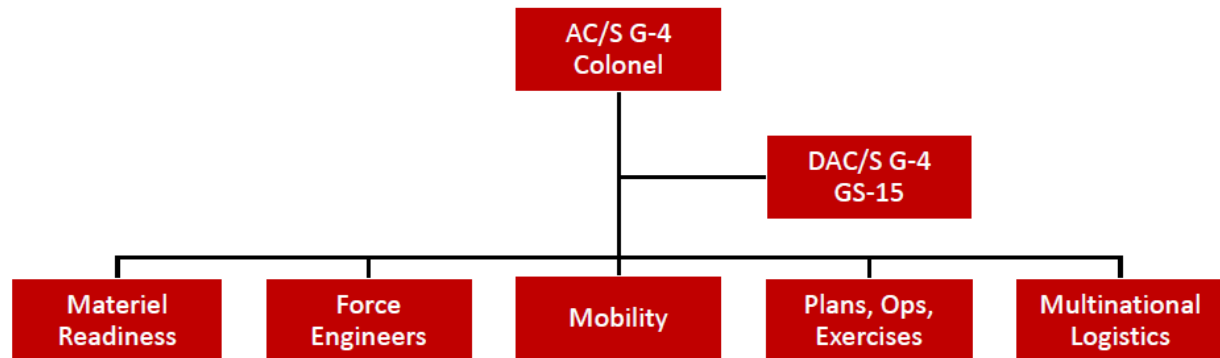 AC/S G-4
Colonel
DAC/S G-4
GS-15
Materiel
Readiness
Force
Engineers
Mobility
Plans, Ops,
Exercises
Multinational
Logistics